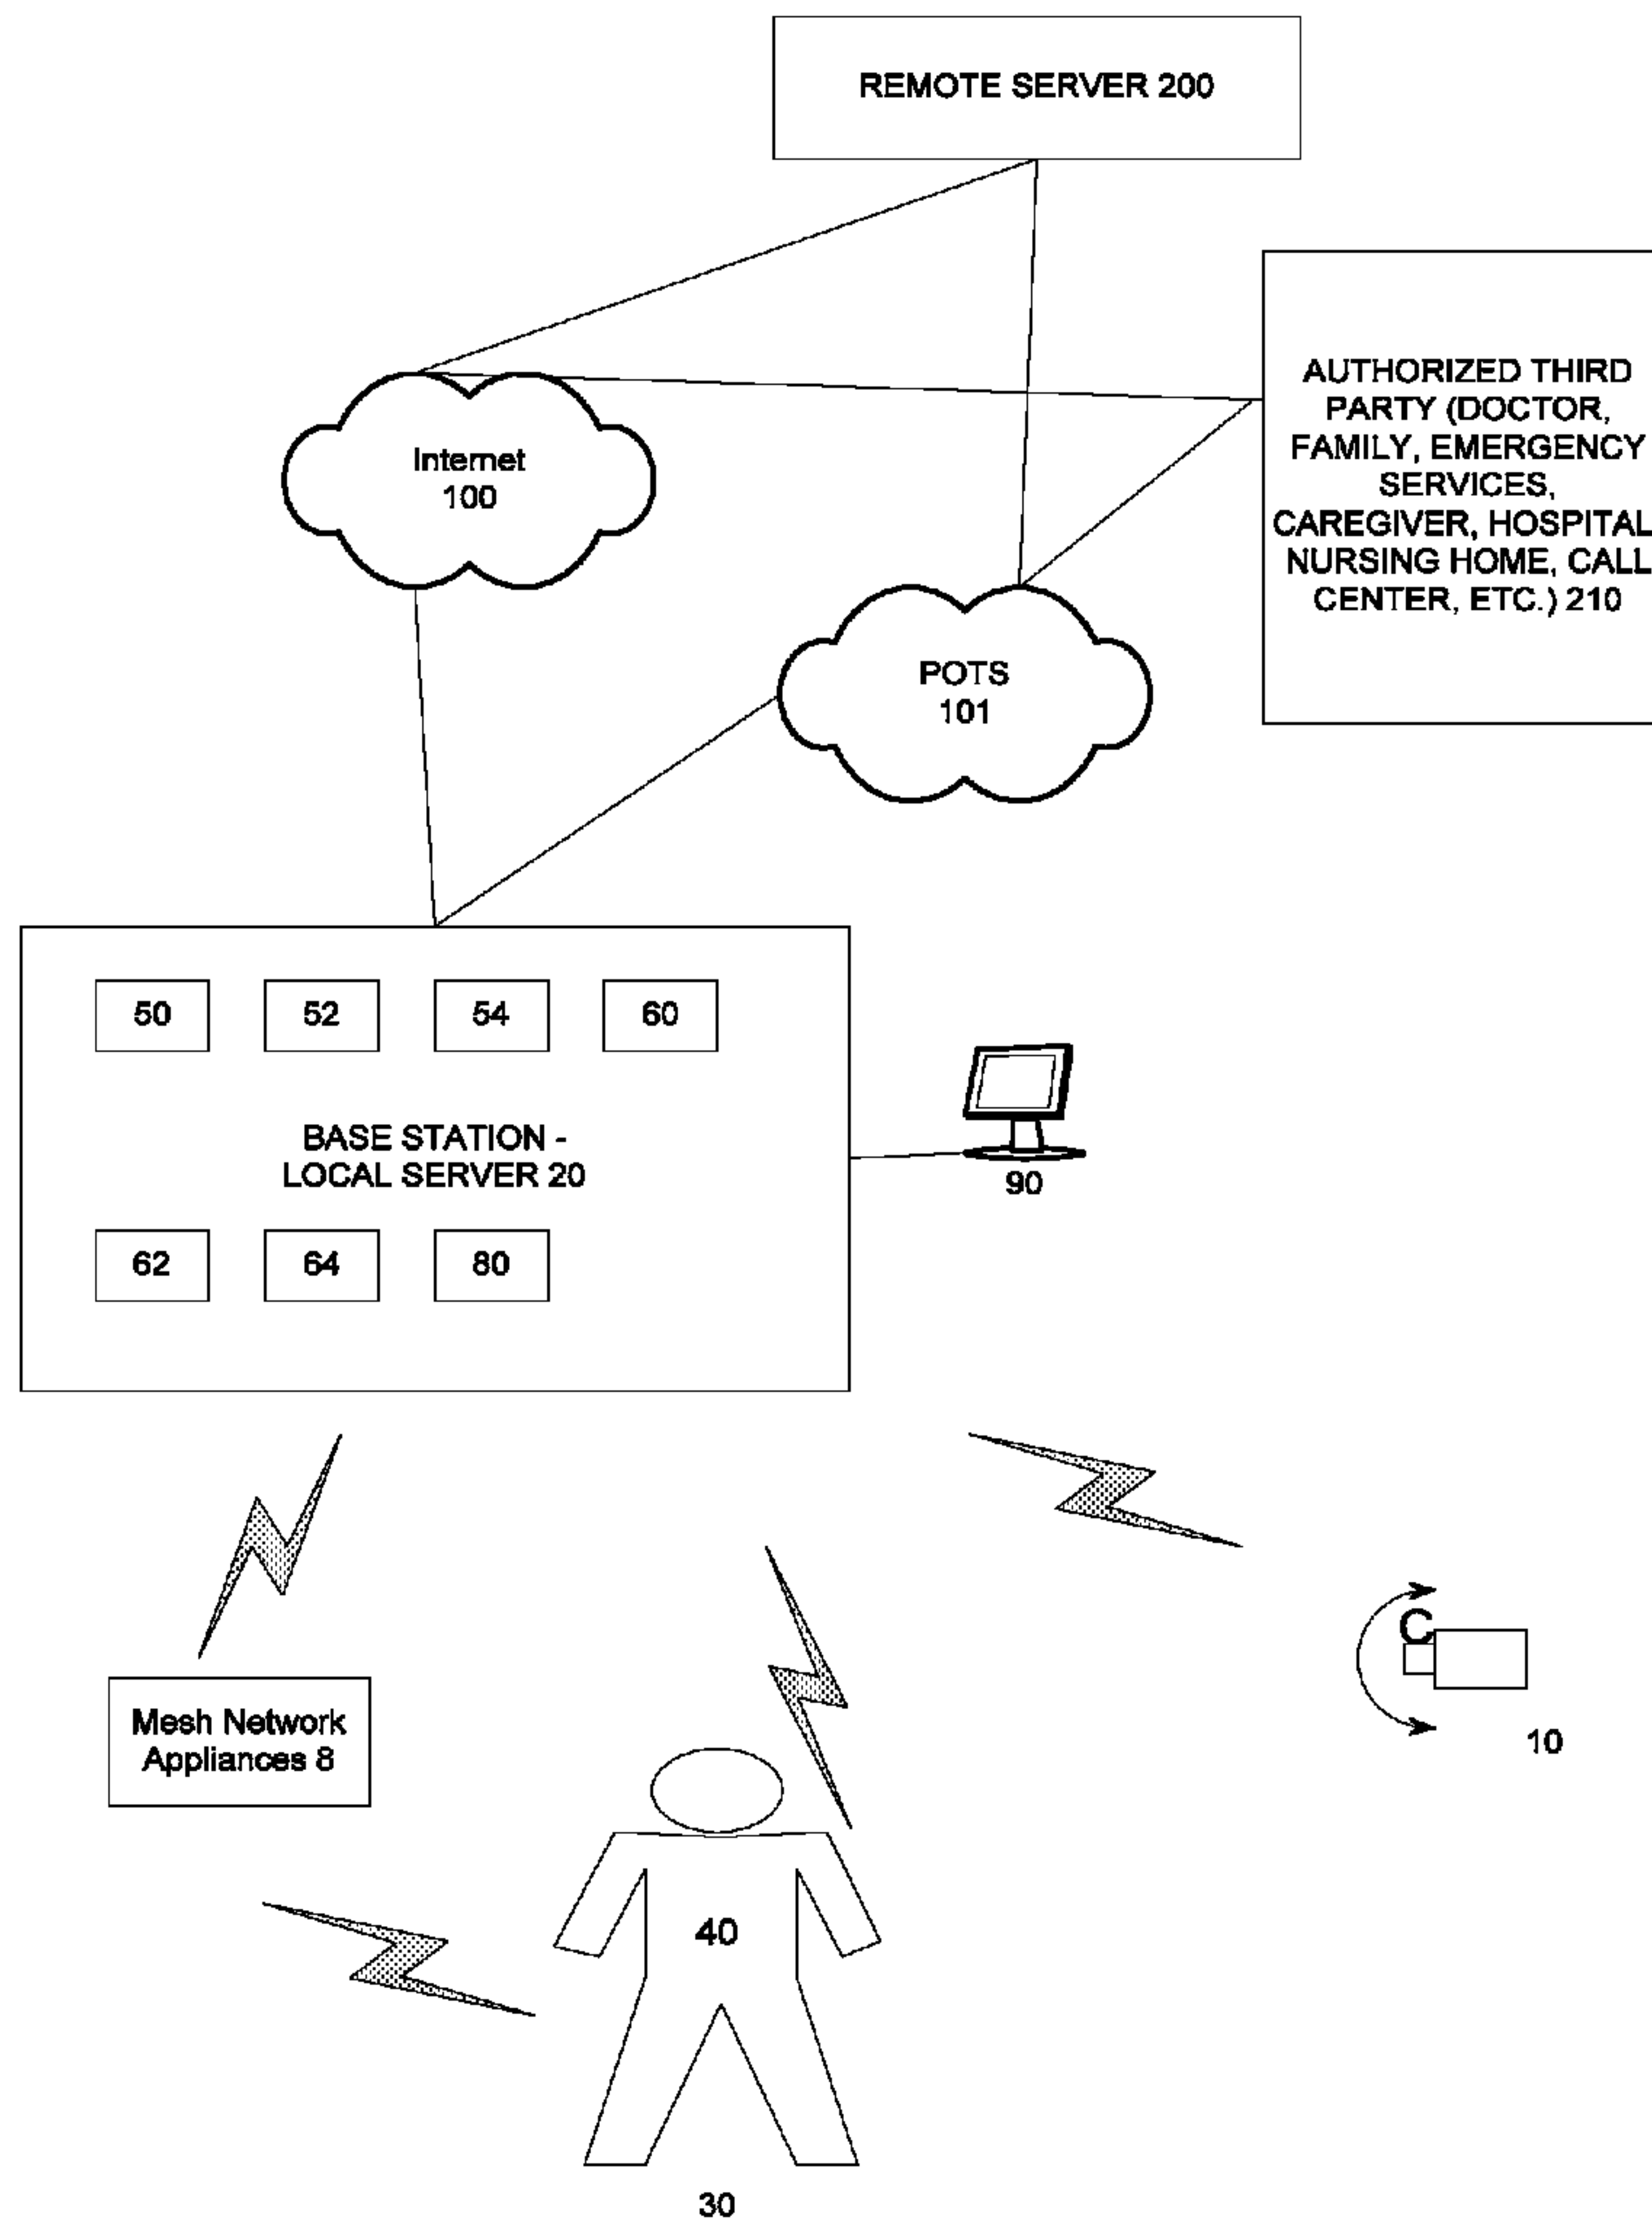 REMOTE SERVER 200
AUTHORIZED THIRD
PARTY (DOCTOR,
FAMILY, EMERGENCY
SERVICES,
CAREGIVER, HOSPITAL
NURSING HOME, CALL
CENTER, ETC.) 210
Internet
100
POTS
101
50
52
54
60
BASE STATION -
LOCAL SERVER 20
90
62
64
80
C
10
Mesh Network
Appliances 8
40
30